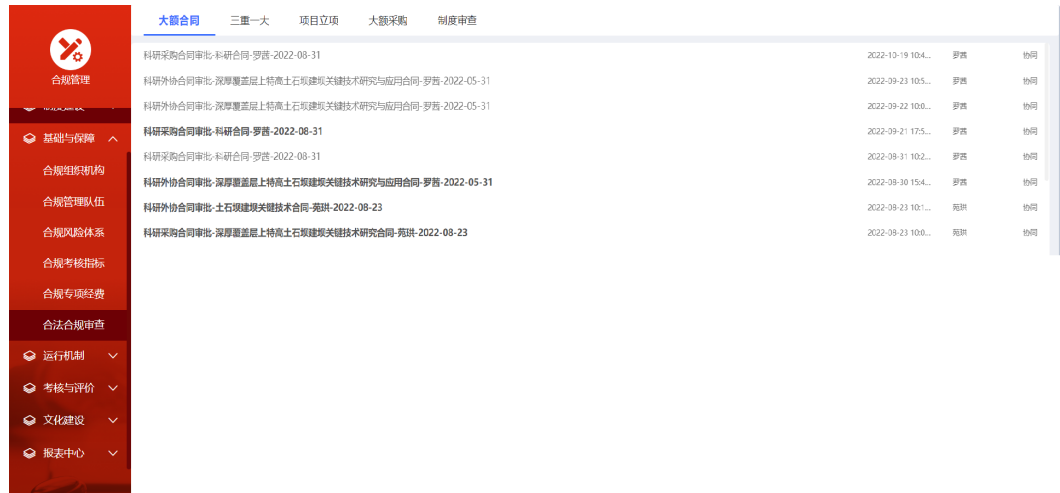 大额合同 三重一大 项目立项 大额采购 制度审查
合规管理
基础与保障
合规组织机构
合规管理队伍
合规风险体系
合规考核指标
合规专项经费
合法合规审查
运行机制
考核与评价
文化建设
报表中心
科研采购合同审批-科研合同-罗茜-2022-08-31 2022-10-19 10:4... 罗茜 协同
科研外协合同审批-深厚覆盖层上特高土石坝建坝关键技术研究与应用合同-罗茜-2022-05-31 2022-09-23 10:5... 罗茜 协同
科研外协合同审批-深厚覆盖层上特高土石坝建坝关键技术研究与应用合同-罗茜-2022-05-31 2022-09-22 10:0... 罗茜 协同
科研采购合同审批-科研合同-罗茜-2022-08-31 2022-09-21 17:5... 罗茜 协同
科研采购合同审批-科研合同-罗茜-2022-08-31 2022-08-31 10:2... 罗茜 协同
科研外协合同审批-深厚覆盖层上特高土石坝建坝关键技术研究与应用合同-罗茜-2022-05-31 2022-08-30 15:4... 罗茜 协同
科研外协合同审批-土石坝建坝关键技术合同-苑珙-2022-08-23 2022-08-23 10:1... 苑珙 协同
科研采购合同审批-深厚覆盖层上特高土石坝建坝关键技术研究合同-苑珙-2022-08-23 2022-08-23 10:0... 苑珙 协同